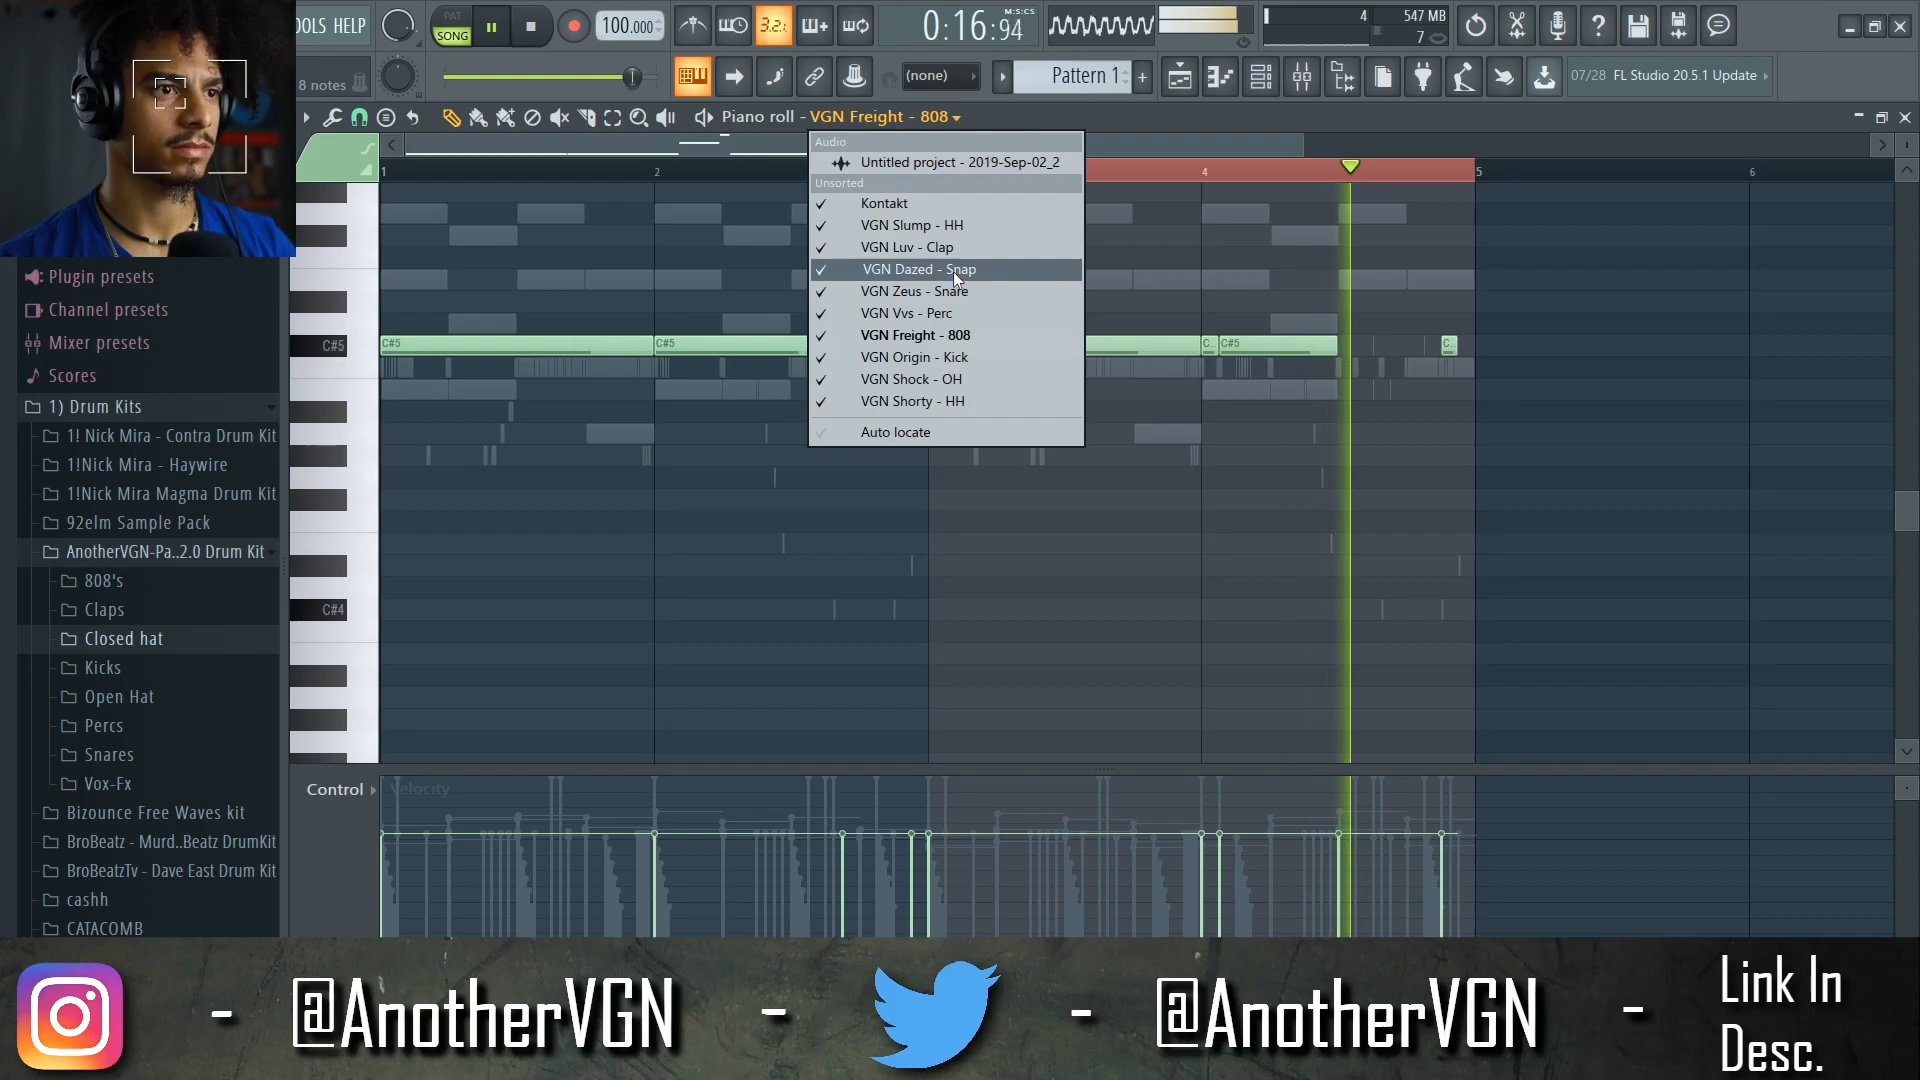 OOLS HELP
PAT
SONG
100.000
3.2.
0:16:94
M:S:CS
4
547 MB
7
8 notes
(none)
Pattern 1
07/28 FL Studio 20.5.1 Update
Piano roll - VGN Freight - 808
Audio
Untitled project - 2019-Sep-02_2
Unsorted
Kontakt
VGN Slump - HH
VGN Luv - Clap
VGN Dazed - Snap
VGN Zeus - Snare
VGN Vvs - Perc
VGN Freight - 808
VGN Origin - Kick
VGN Shock - OH
VGN Shorty - HH
Auto locate
1
2
4
5
6
C#5
C#5
C#5
C..
C#5
C..
C#4
Control
Velocity
Plugin presets
Channel presets
Mixer presets
Scores
1) Drum Kits
1! Nick Mira - Contra Drum Kit
1!Nick Mira - Haywire
1!Nick Mira Magma Drum Kit
92elm Sample Pack
AnotherVGN-Pa..2.0 Drum Kit
808's
Claps
Closed hat
Kicks
Open Hat
Percs
Snares
Vox-Fx
Bizounce Free Waves kit
BroBeatz - Murd..Beatz DrumKit
BroBeatzTv - Dave East Drum Kit
cashh
CATACOMB
- @AnotherVGN - - @AnotherVGN -
Link In
Desc.